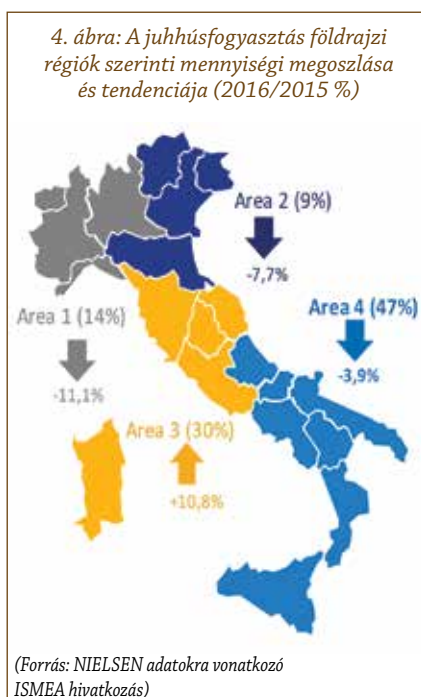 4. ábra: A juhhúsfogyasztás földrajzi
régiók szerinti mennyiségi megoszlása
és tendenciája (2016/2015 %)
Area 2 (9%)
-7,7%
Area 4 (47%)
-3,9%
Area 1 (14%)
-11,1%
Area 3 (30%)
+10,8%
(Forrás: NIELSEN adatokra vonatkozó
ISMEA hivatkozás)